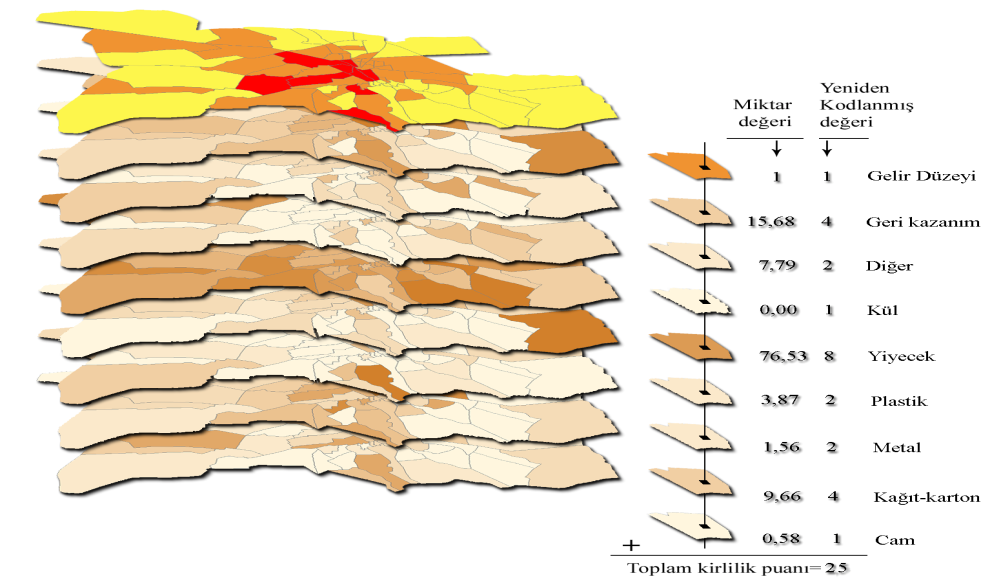 Miktar değeri
Yeniden Kodlanmış değeri
1 1 Gelir Düzeyi
15,68 4 Geri kazanım
7,79 2 Diğer
0,00 1 Kül
76,53 8 Yiyecek
3,87 2 Plastik
1,56 2 Metal
9,66 4 Kağıt-karton
0,58 1 Cam
+
Toplam kirlilik puanı= 25